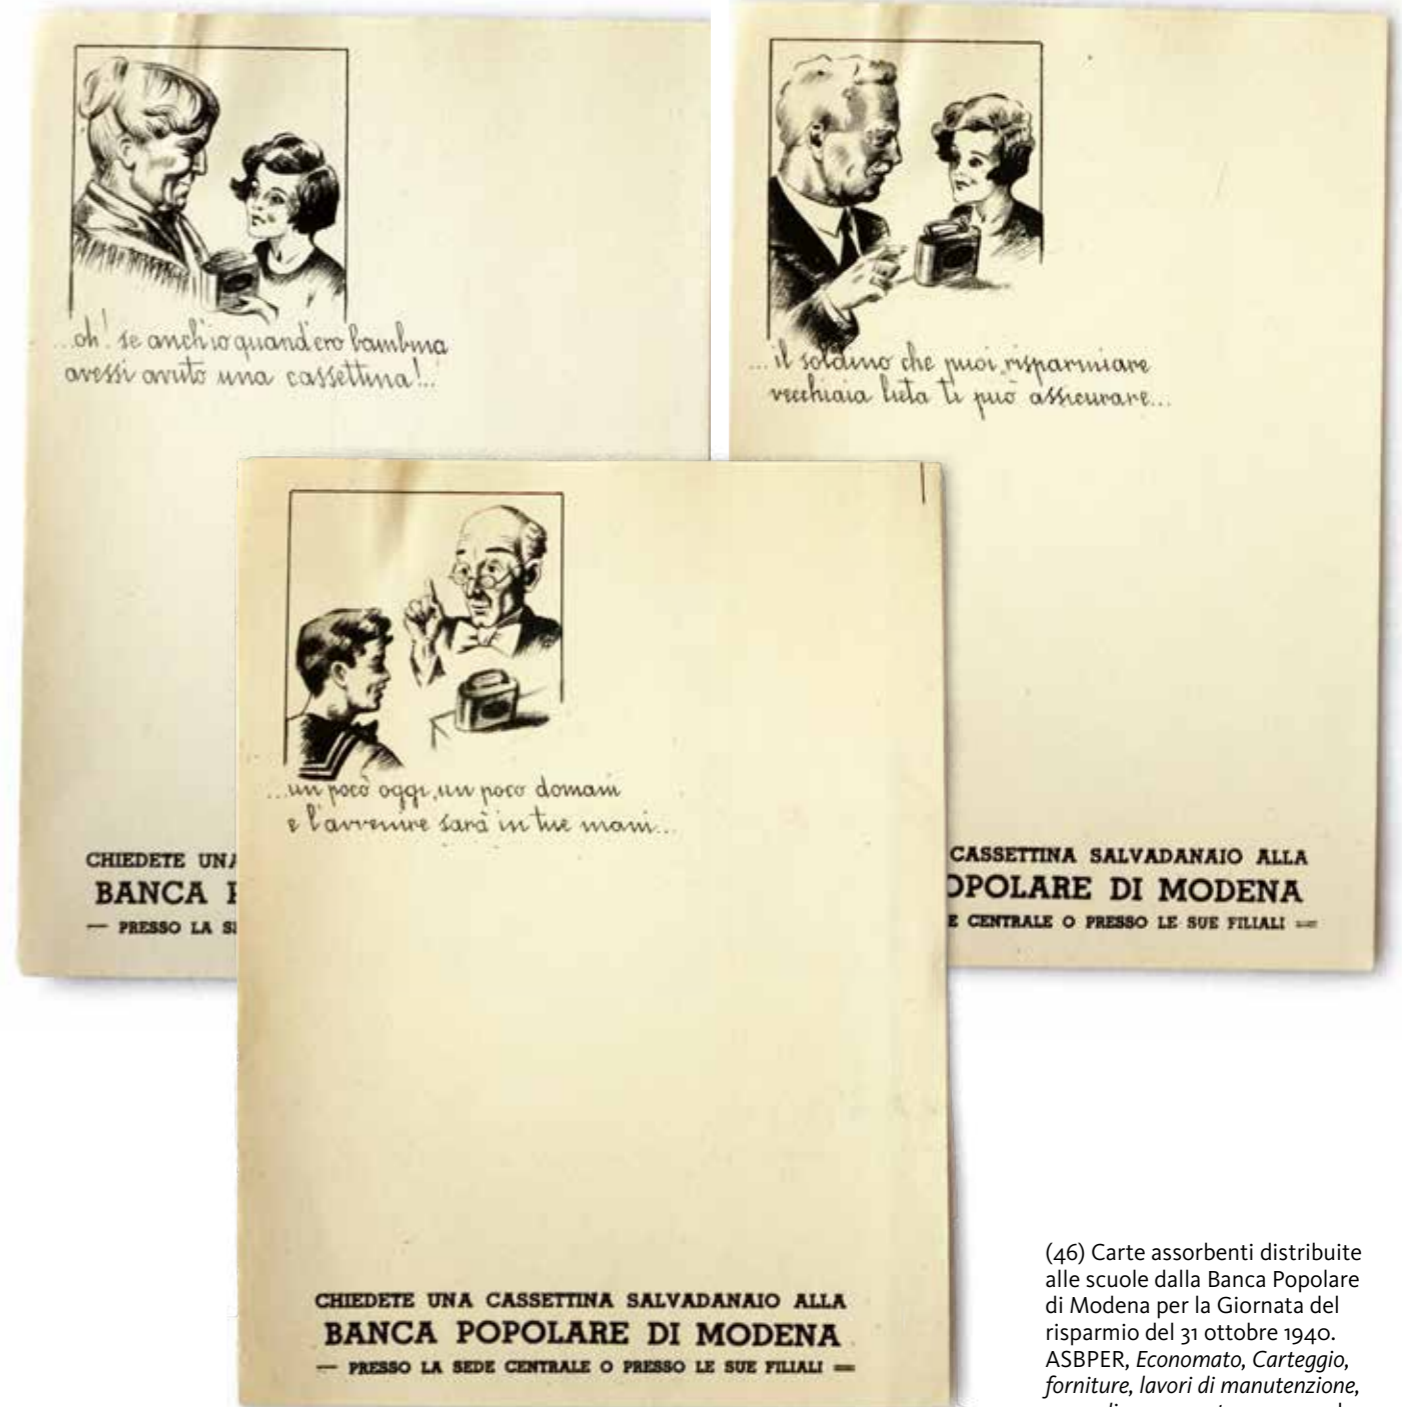 ...oh! se anch'io quand'ero bambina
avessi avuto una cassettina!...
...il soldino che puoi risparmiare
vecchiaia lieta ti può assicurare...
...un poco oggi, un poco domani
e l'avvenire sarà in tue mani...
CHIEDETE UNA
BANCA P
— PRESSO LA S
CASSETTINA SALVADANAIO ALLA
OPOLARE DI MODENA
E CENTRALE O PRESSO LE SUE FILIALI —
CHIEDETE UNA CASSETTINA SALVADANAIO ALLA
BANCA POPOLARE DI MODENA
— PRESSO LA SEDE CENTRALE O PRESSO LE SUE FILIALI —
(46) Carte assorbenti distribuite
alle scuole dalla Banca Popolare
di Modena per la Giornata del
risparmio del 31 ottobre 1940.
ASBPER, Economato, Carteggio,
forniture, lavori di manutenzione,